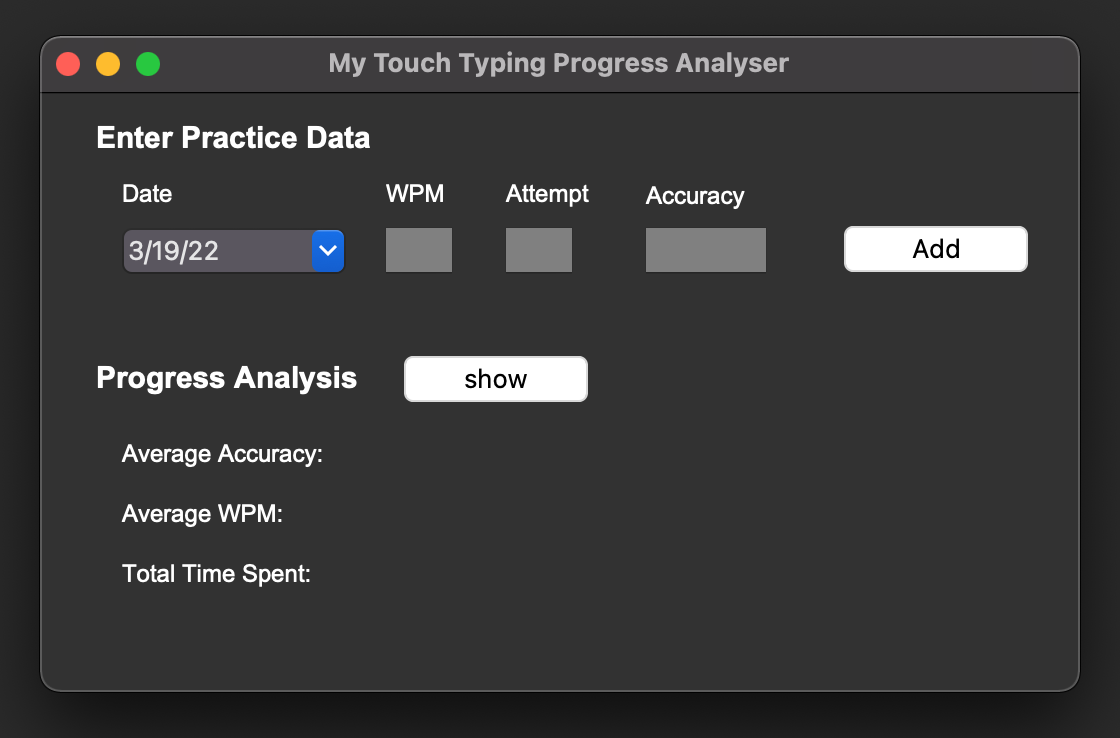 My Touch Typing Progress Analyser
Enter Practice Data
Date WPM Attempt Accuracy
3/19/22 Add
Progress Analysis show
Average Accuracy:
Average WPM:
Total Time Spent: